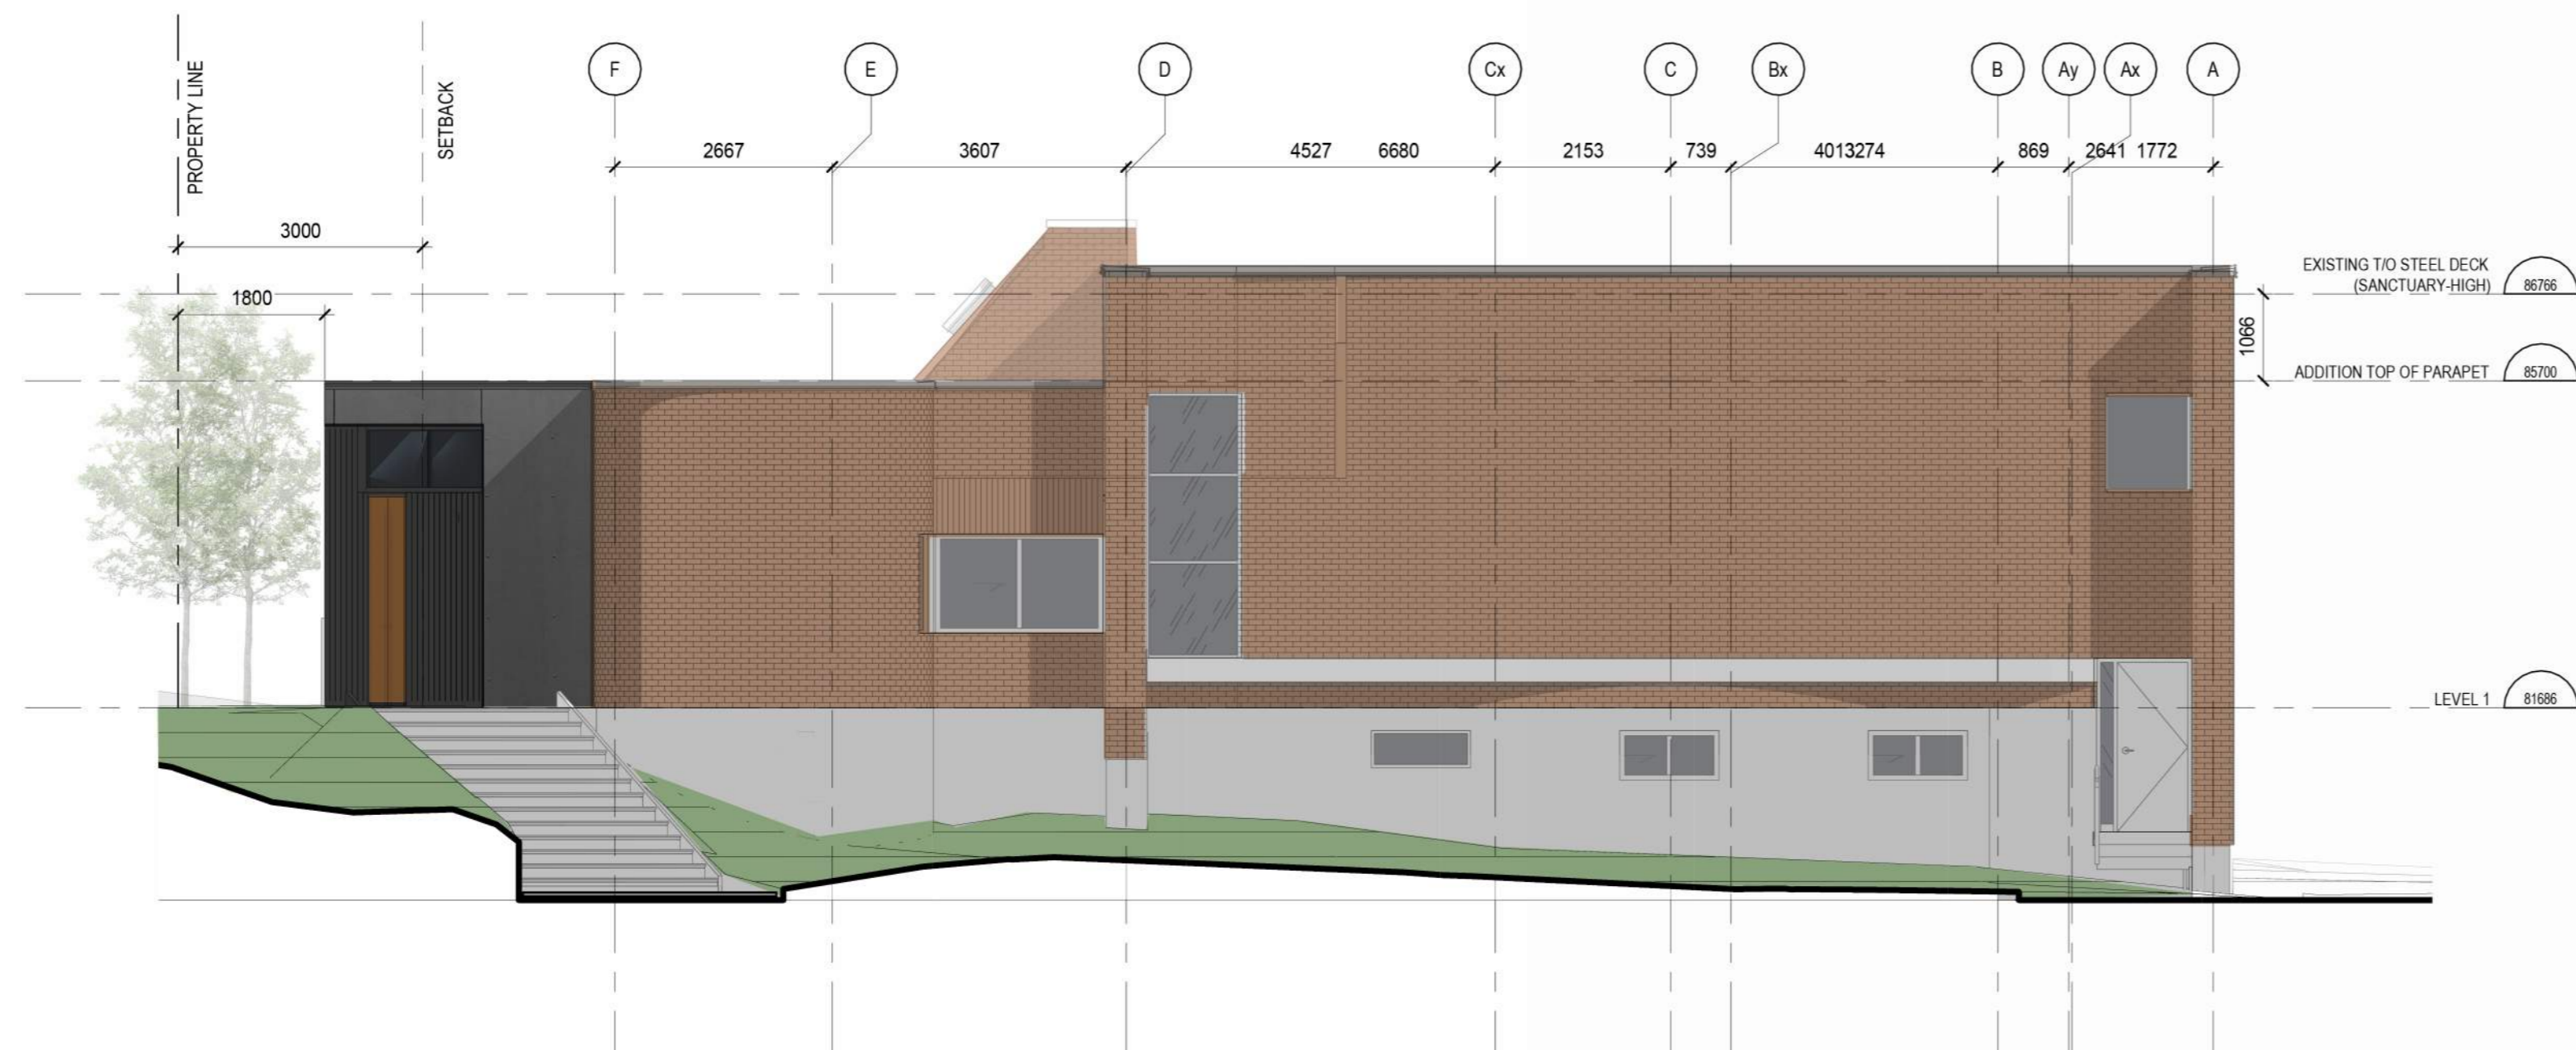 PROPERTY LINE
SETBACK
F
E
D
Cx
C
Bx
B
Ay
Ax
A
2667
3607
4527 6680
2153
739
4013274
869
2641 1772
3000
1800
EXISTING T/O STEEL DECK
(SANCTUARY-HIGH) 86766
1066
ADDITION TOP OF PARAPET 85700
LEVEL 1 81686